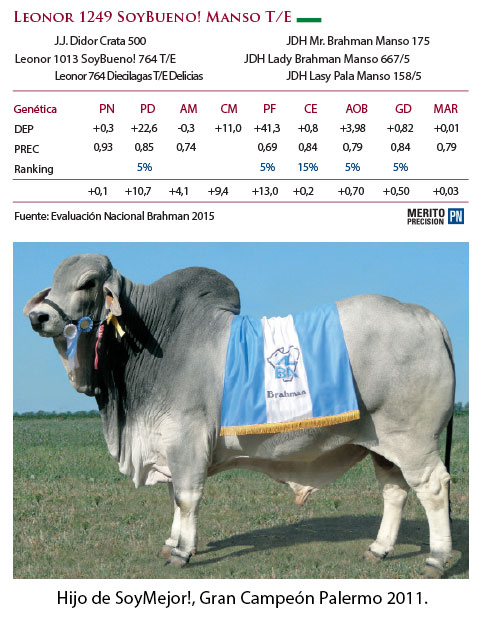 Leonor 1249 SoyBueno! Manso T/E
J.J. Didor Crata 500 JDH Mr. Brahman Manso 175
Leonor 1013 SoyBueno! 764 T/E JDH Lady Brahman Manso 667/5
Leonor 764 Diecilagas T/E Delicias JDH Lasy Pala Manso 158/5
Genética PN PD AM CM PF CE AOB GD MAR
DEP +0,3 +22,6 -0,3 +11,0 +41,3 +0,8 +3,98 +0,82 +0,01
PREC 0,93 0,85 0,74 0,69 0,84 0,79 0,84 0,79
Ranking 5% 5% 15% 5% 5%
+0,1 +10,7 +4,1 +9,4 +13,0 +0,2 +0,70 +0,50 +0,03
Fuente: Evaluación Nacional Brahman 2015
MERITO
PRECISION PN
Brahman
Hijo de SoyMejor!, Gran Campeón Palermo 2011.